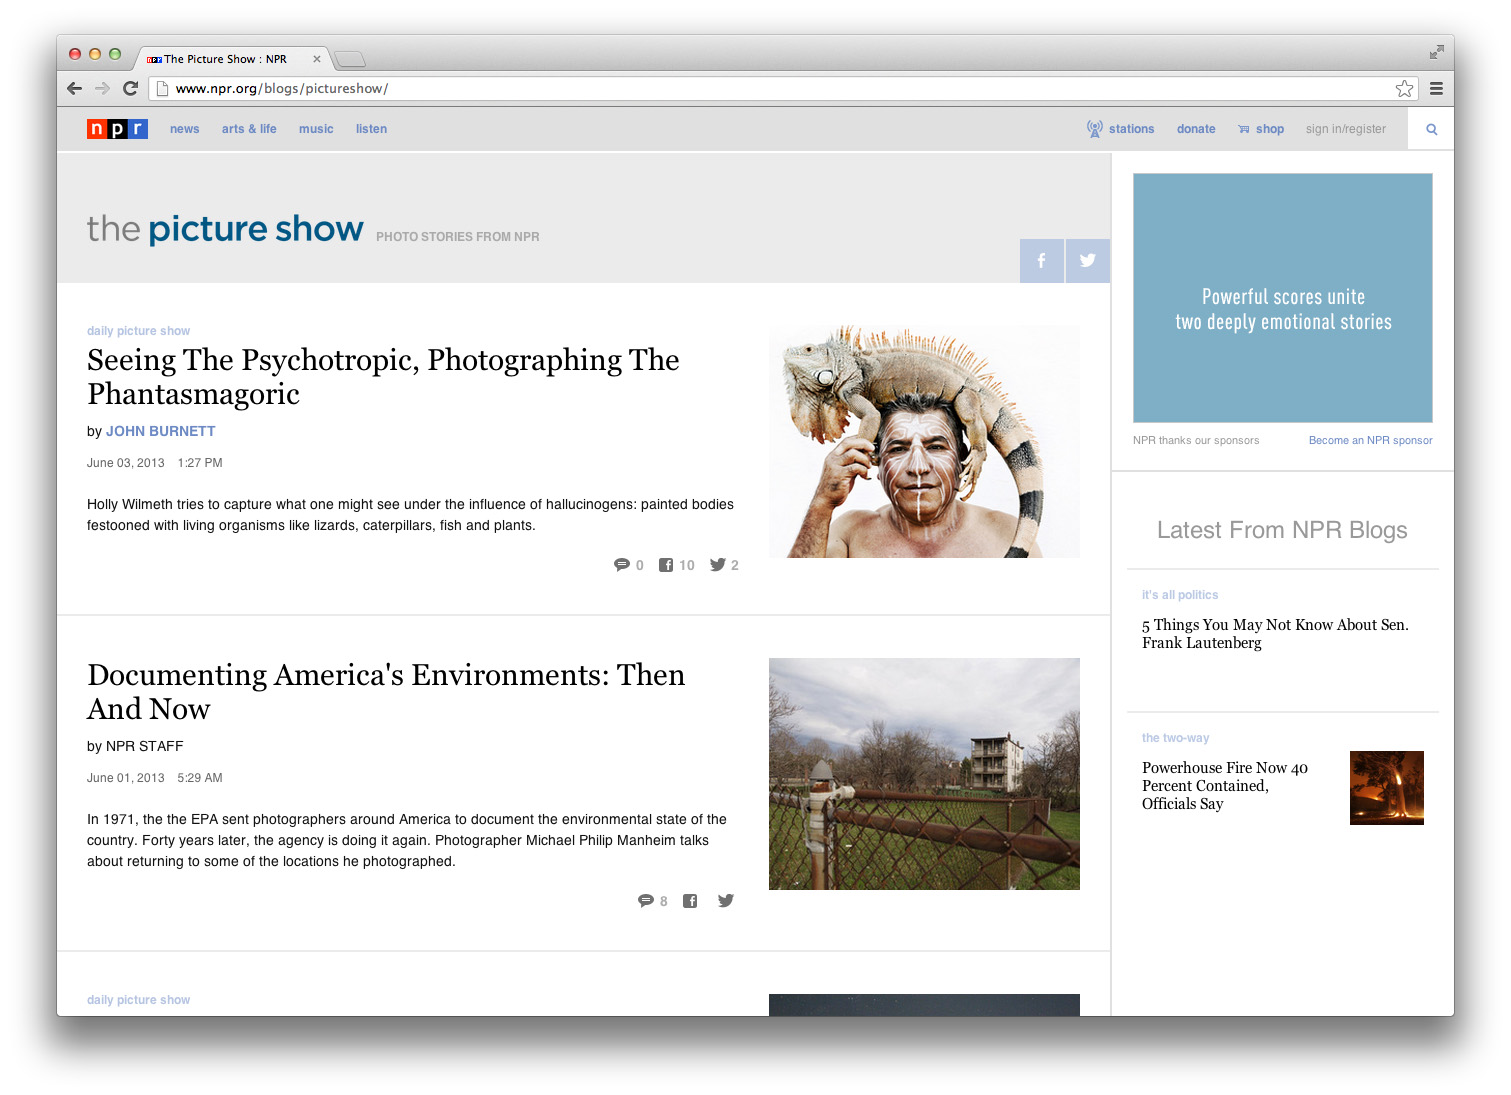 The Picture Show : NPR
www.npr.org/blogs/pictureshow/
npr news arts & life music listen stations donate shop sign in/register
the picture show PHOTO STORIES FROM NPR
daily picture show
Seeing The Psychotropic, Photographing The
Phantasmagoric
by JOHN BURNETT
June 03, 2013 1:27 PM
Holly Wilmeth tries to capture what one might see under the influence of hallucinogens: painted bodies
festooned with living organisms like lizards, caterpillars, fish and plants.
0 10 2
Documenting America's Environments: Then
And Now
by NPR STAFF
June 01, 2013 5:29 AM
In 1971, the the EPA sent photographers around America to document the environmental state of the
country. Forty years later, the agency is doing it again. Photographer Michael Philip Manheim talks
about returning to some of the locations he photographed.
8
daily picture show
Powerful scores unite
two deeply emotional stories
NPR thanks our sponsors Become an NPR sponsor
Latest From NPR Blogs
it's all politics
5 Things You May Not Know About Sen.
Frank Lautenberg
the two-way
Powerhouse Fire Now 40
Percent Contained,
Officials Say